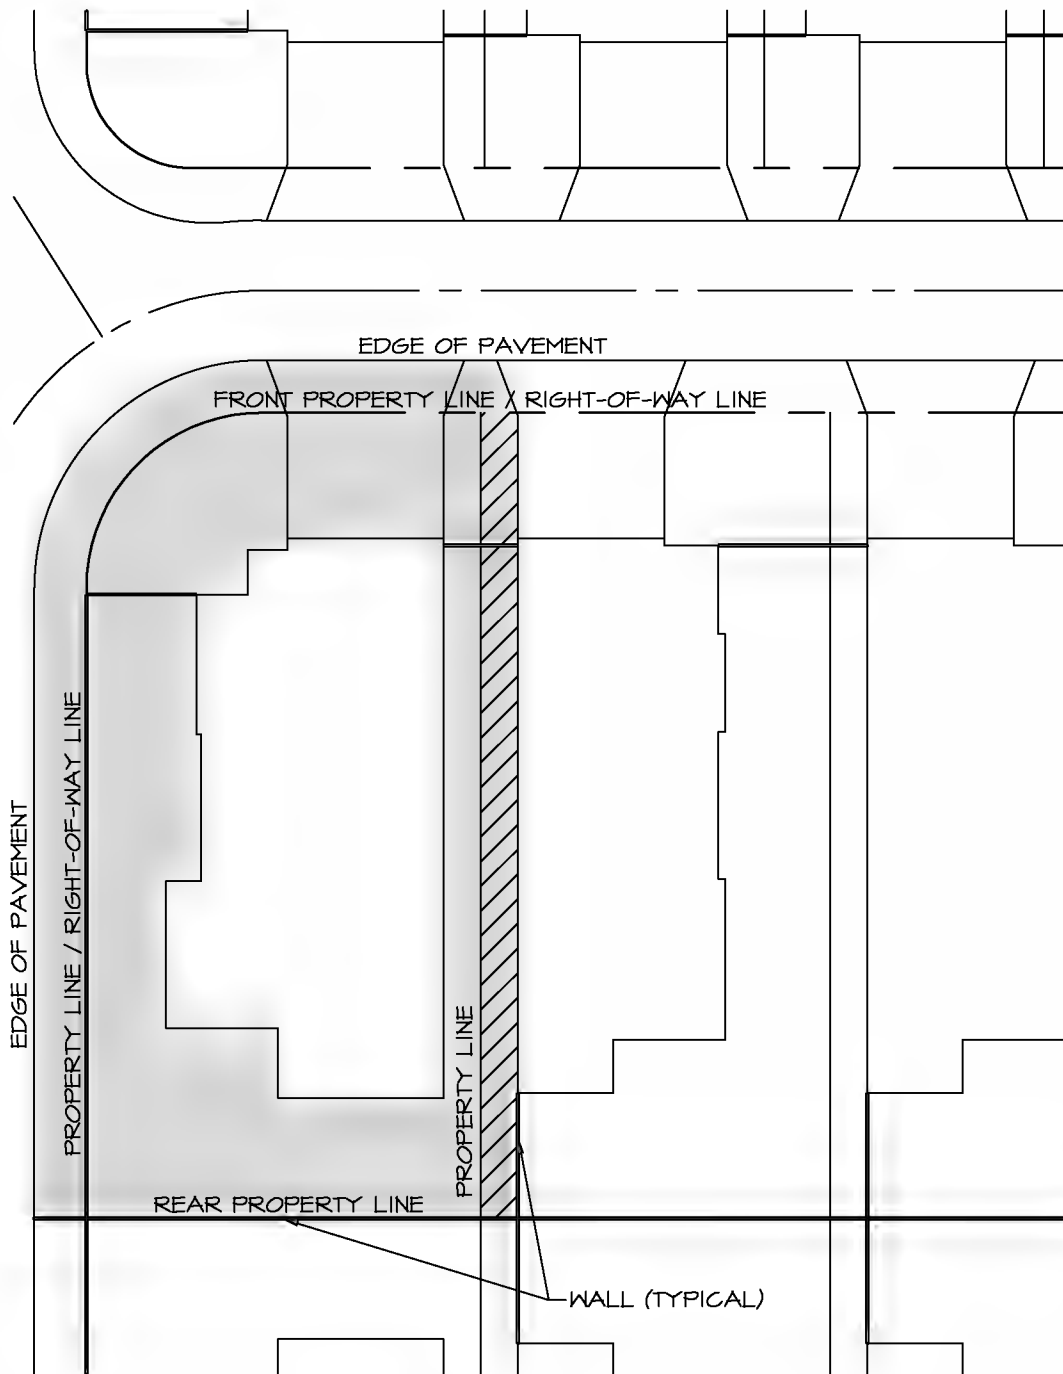 EDGE OF PAVEMENT
FRONT PROPERTY LINE / RIGHT-OF-WAY LINE
EDGE OF PAVEMENT
PROPERTY LINE / RIGHT-OF-WAY LINE
PROPERTY LINE
REAR PROPERTY LINE
WALL (TYPICAL)